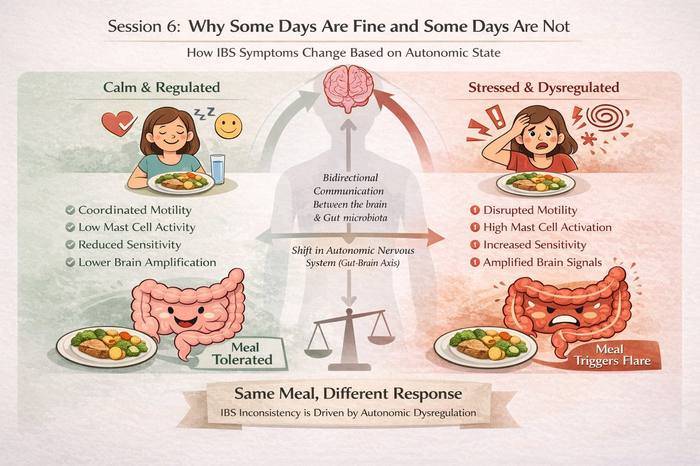 Session 6: Why Some Days Are Fine and Some Days Are Not
How IBS Symptoms Change Based on Autonomic State
Calm & Regulated
zzZ
Coordinated Motility
Low Mast Cell Activity
Reduced Sensitivity
Lower Brain Amplification
Meal
Tolerated
Bidirectional
Communication
Between the brain
& Gut microbiota
Shift in Autonomic Nervous
System (Gut-Brain Axis)
Stressed & Dysregulated
!
Disrupted Motility
High Mast Cell Activation
Increased Sensitivity
Amplified Brain Signals
Meal
Triggers Flare
Same Meal, Different Response
IBS Inconsistency is Driven by Autonomic Dysregulation